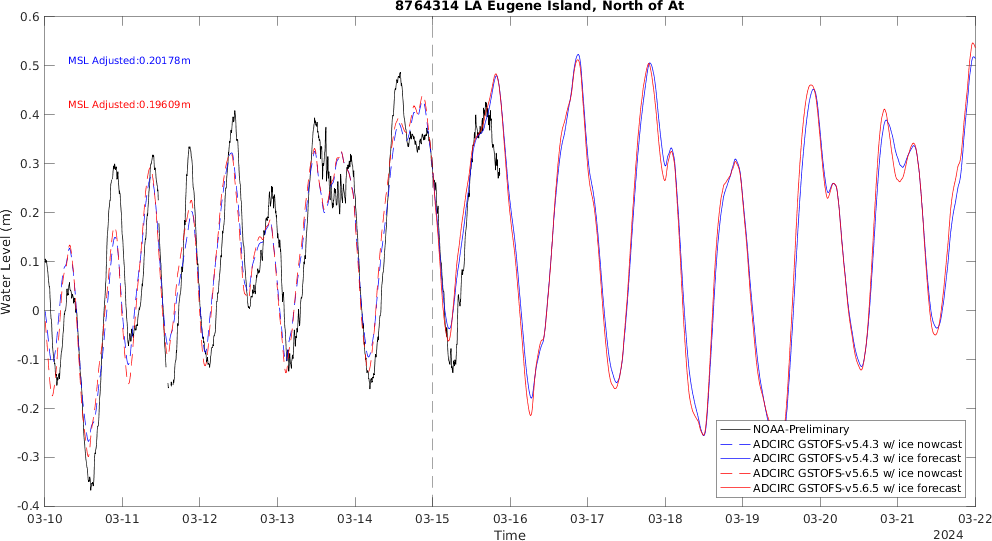 8764314 LA Eugene Island, North of At
0.6
0.5
0.4
0.3
0.2
0.1
0
-0.1
-0.2
-0.3
-0.4
Water Level (m)
MSL Adjusted:0.20178m
MSL Adjusted:0.19609m
NOAA-Preliminary
ADCIRC GSTOFS-v5.4.3 w/ ice nowcast
ADCIRC GSTOFS-v5.4.3 w/ ice forecast
ADCIRC GSTOFS-v5.6.5 w/ ice nowcast
ADCIRC GSTOFS-v5.6.5 w/ ice forecast
03-10 03-11 03-12 03-13 03-14 03-15 03-16 03-17 03-18 03-19 03-20 03-21 03-22
Time
2024